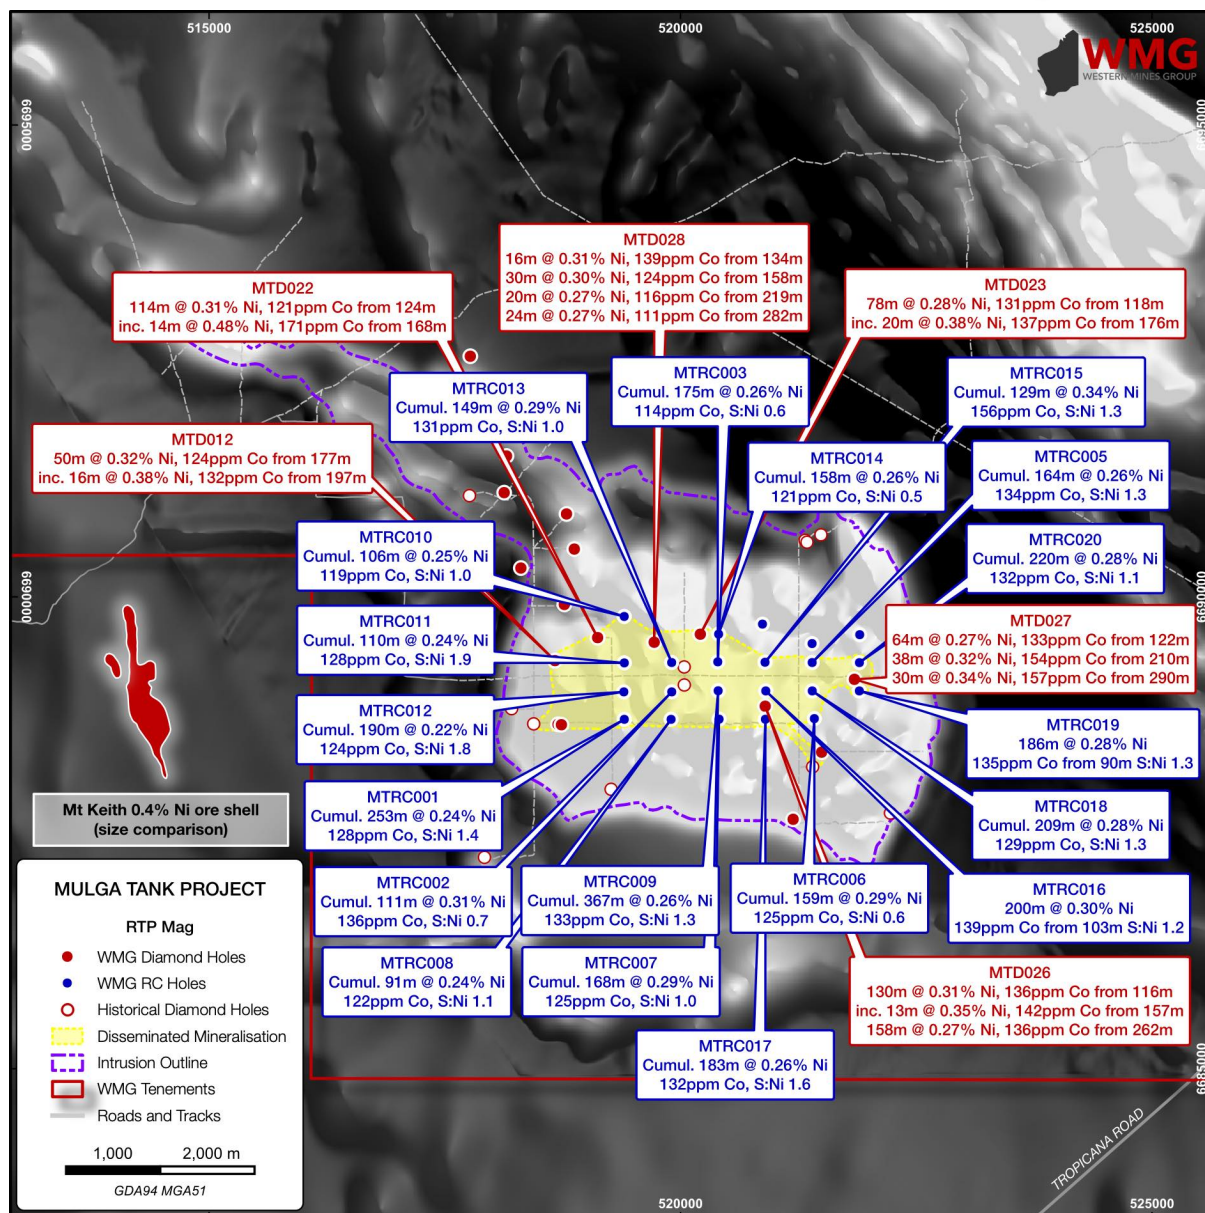 515000
520000
525000
WMG
WESTERN MINES GROUP
6695000
6695000
MTD028
16m @ 0.31% Ni, 139ppm Co from 134m
30m @ 0.30% Ni, 124ppm Co from 158m
20m @ 0.27% Ni, 116ppm Co from 219m
24m @ 0.27% Ni, 111ppm Co from 282m
MTD022
114m @ 0.31% Ni, 121ppm Co from 124m
inc. 14m @ 0.48% Ni, 171ppm Co from 168m
MTD023
78m @ 0.28% Ni, 131ppm Co from 118m
inc. 20m @ 0.38% Ni, 137ppm Co from 176m
MTRC013
Cumul. 149m @ 0.29% Ni
131ppm Co, S:Ni 1.0
MTRC003
Cumul. 175m @ 0.26% Ni
114ppm Co, S:Ni 0.6
MTRC015
Cumul. 129m @ 0.34% Ni
156ppm Co, S:Ni 1.3
MTD012
50m @ 0.32% Ni, 124ppm Co from 177m
inc. 16m @ 0.38% Ni, 132ppm Co from 197m
MTRC014
Cumul. 158m @ 0.26% Ni
121ppm Co, S:Ni 0.5
MTRC005
Cumul. 164m @ 0.26% Ni
134ppm Co, S:Ni 1.3
MTRC010
Cumul. 106m @ 0.25% Ni
119ppm Co, S:Ni 1.0
MTRC020
Cumul. 220m @ 0.28% Ni
132ppm Co, S:Ni 1.1
6690000
6690000
MTRC011
Cumul. 110m @ 0.24% Ni
128ppm Co, S:Ni 1.9
MTD027
64m @ 0.27% Ni, 133ppm Co from 122m
38m @ 0.32% Ni, 154ppm Co from 210m
30m @ 0.34% Ni, 157ppm Co from 290m
MTRC012
Cumul. 190m @ 0.22% Ni
124ppm Co, S:Ni 1.8
MTRC019
186m @ 0.28% Ni
135ppm Co from 90m S:Ni 1.3
Mt Keith 0.4% Ni ore shell
(size comparison)
MTRC001
Cumul. 253m @ 0.24% Ni
128ppm Co, S:Ni 1.4
MTRC018
Cumul. 209m @ 0.28% Ni
129ppm Co, S:Ni 1.3
MTRC002
Cumul. 111m @ 0.31% Ni
136ppm Co, S:Ni 0.7
MTRC009
Cumul. 367m @ 0.26% Ni
133ppm Co, S:Ni 1.3
MTRC006
Cumul. 159m @ 0.29% Ni
125ppm Co, S:Ni 0.6
MTRC016
200m @ 0.30% Ni
139ppm Co from 103m S:Ni 1.2
MTRC008
Cumul. 91m @ 0.24% Ni
122ppm Co, S:Ni 1.1
MTRC007
Cumul. 168m @ 0.29% Ni
125ppm Co, S:Ni 1.0
MTD026
130m @ 0.31% Ni, 136ppm Co from 116m
inc. 13m @ 0.35% Ni, 142ppm Co from 157m
158m @ 0.27% Ni, 136ppm Co from 262m
MTRC017
Cumul. 183m @ 0.26% Ni
132ppm Co, S:Ni 1.6
6685000
MULGA TANK PROJECT
RTP Mag
WMG Diamond Holes
WMG RC Holes
Historical Diamond Holes
Disseminated Mineralisation
Intrusion Outline
WMG Tenements
Roads and Tracks
1,000
2,000 m
GDA94 MGA51
TROPICANA ROAD
520000
525000